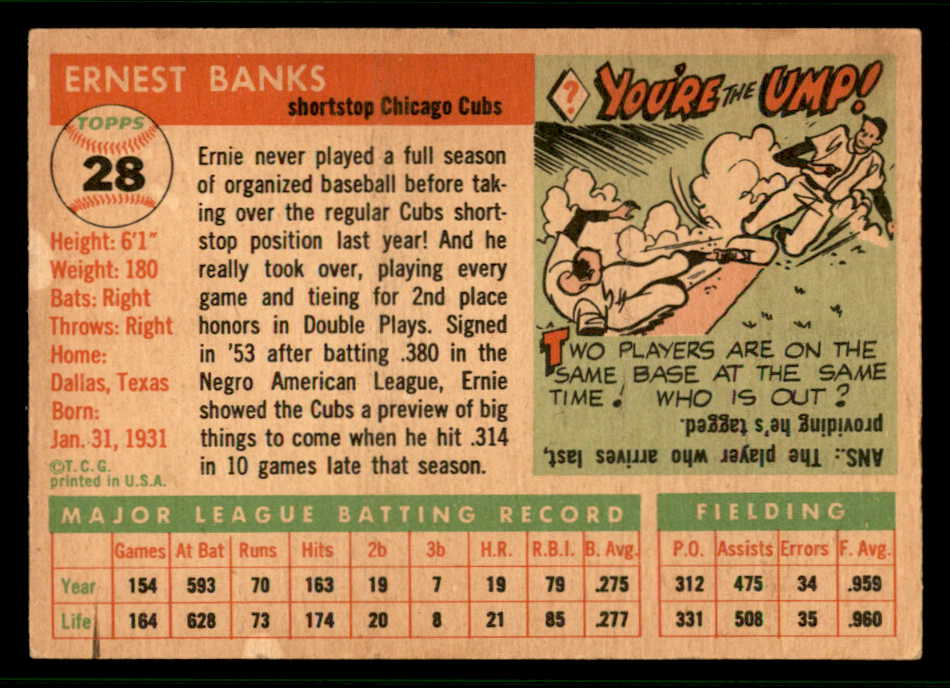 ERNEST BANKS
shortstop Chicago Cubs
TOPPS
28
Height: 6'1"
Weight: 180
Bats: Right
Throws: Right
Home:
Dallas, Texas
Born:
Jan. 31, 1931
©T.C.G.
printed in U.S.A.
Ernie never played a full season
of organized baseball before tak-
ing over the regular Cubs short-
stop position last year! And he
really took over, playing every
game and tieing for 2nd place
honors in Double Plays. Signed
in '53 after batting .380 in the
Negro American League, Ernie
showed the Cubs a preview of big
things to come when he hit .314
in 10 games late that season.
? YOU'RE THE UMP!
TWO PLAYERS ARE ON THE
SAME BASE AT THE SAME
TIME! WHO IS OUT?
ANS.: The player who arrives last,
providing he's tagged.
MAJOR LEAGUE BATTING RECORD
Games At Bat Runs Hits 2b 3b H.R. R.B.I. B. Avg.
Year 154 593 70 163 19 7 19 79 .275
Life 164 628 73 174 20 8 21 85 .277
FIELDING
P.O. Assists Errors F. Avg.
312 475 34 .959
331 508 35 .960